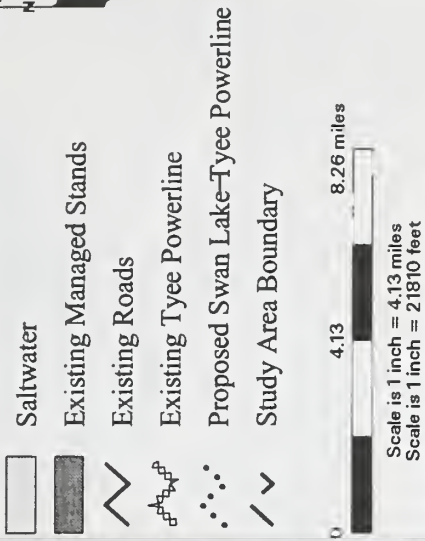 N
Saltwater
Existing Managed Stands
Existing Roads
Existing Tyee Powerline
Proposed Swan Lake-Tyee Powerline
Study Area Boundary
0 4.13 8.26 miles
Scale is 1 inch = 4.13 miles
Scale is 1 inch = 21810 feet